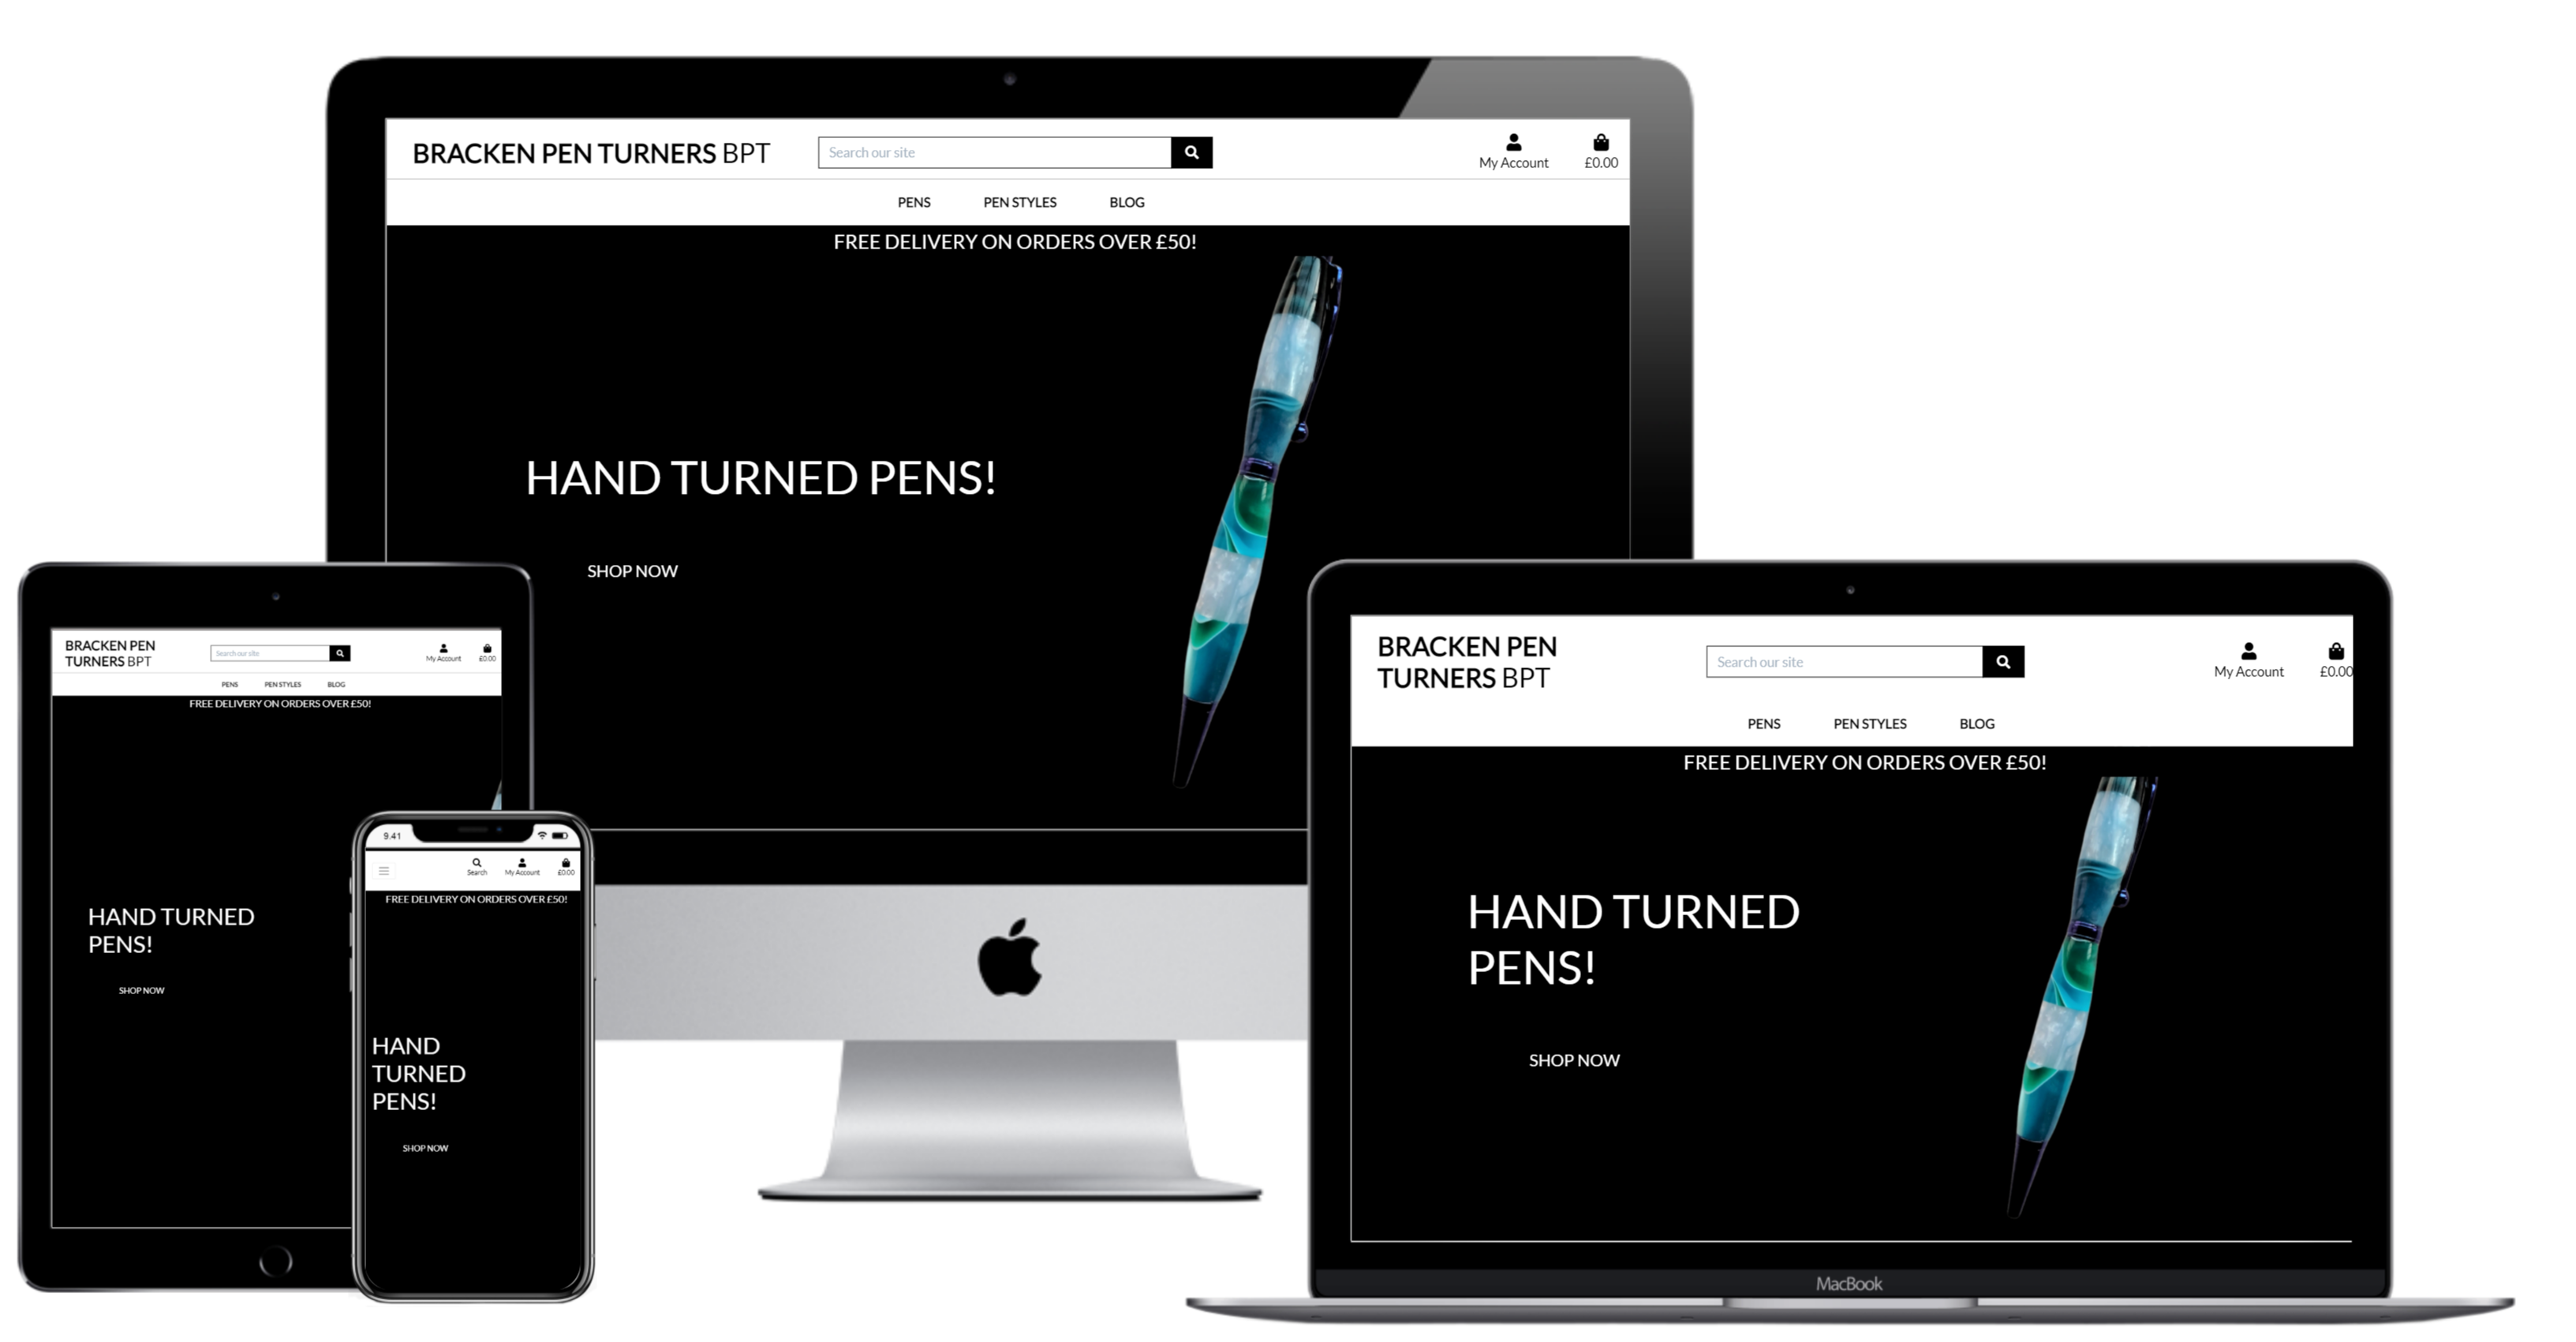 BRACKEN PEN TURNERS BPT
Search our site
My Account
£0.00
PENS
PEN STYLES
BLOG
FREE DELIVERY ON ORDERS OVER £50!
HAND TURNED PENS!
SHOP NOW
BRACKEN PEN
TURNERS BPT
Search our site
My Account
£0.00
PENS
PEN STYLES
BLOG
FREE DELIVERY ON ORDERS OVER £50!
HAND TURNED
PENS!
SHOP NOW
9.41
Search
My Account
£0.00
FREE DELIVERY ON ORDERS OVER £50!
HAND
TURNED
PENS!
SHOP NOW
BRACKEN PEN
TURNERS BPT
Search our site
My Account
£0.00
PENS
PEN STYLES
BLOG
FREE DELIVERY ON ORDERS OVER £50!
HAND TURNED
PENS!
SHOP NOW
MacBook